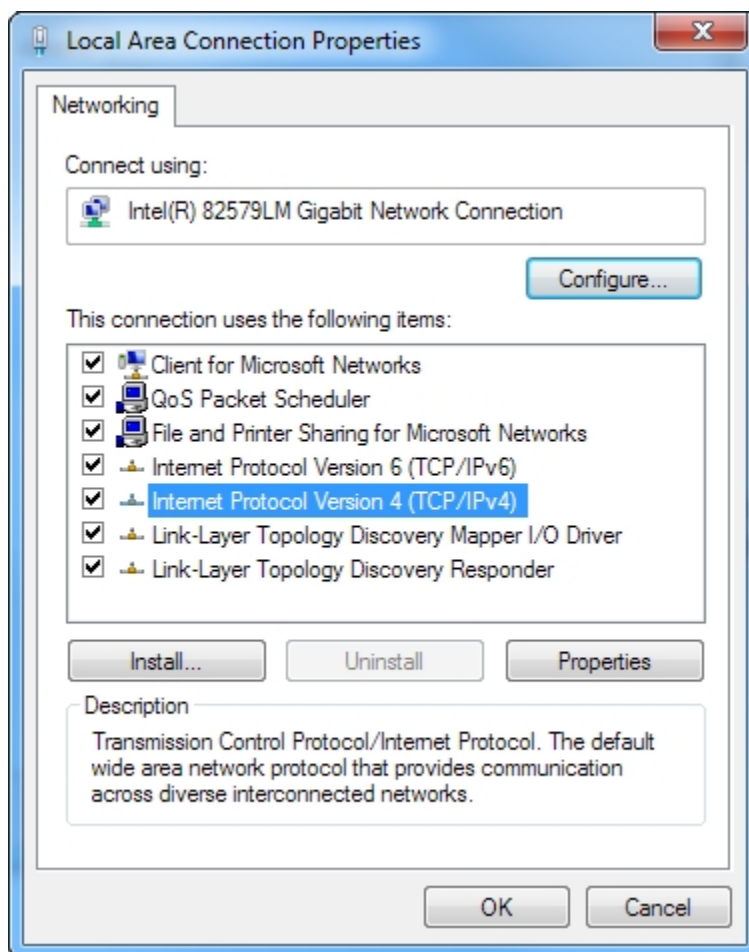 Local Area Connection Properties
Networking
Connect using:
Intel(R) 82579LM Gigabit Network Connection
Configure...
This connection uses the following items:
Client for Microsoft Networks
QoS Packet Scheduler
File and Printer Sharing for Microsoft Networks
Internet Protocol Version 6 (TCP/IPv6)
Internet Protocol Version 4 (TCP/IPv4)
Link-Layer Topology Discovery Mapper I/O Driver
Link-Layer Topology Discovery Responder
Install... Uninstall Properties
Description
Transmission Control Protocol/Internet Protocol. The default
wide area network protocol that provides communication
across diverse interconnected networks.
OK Cancel